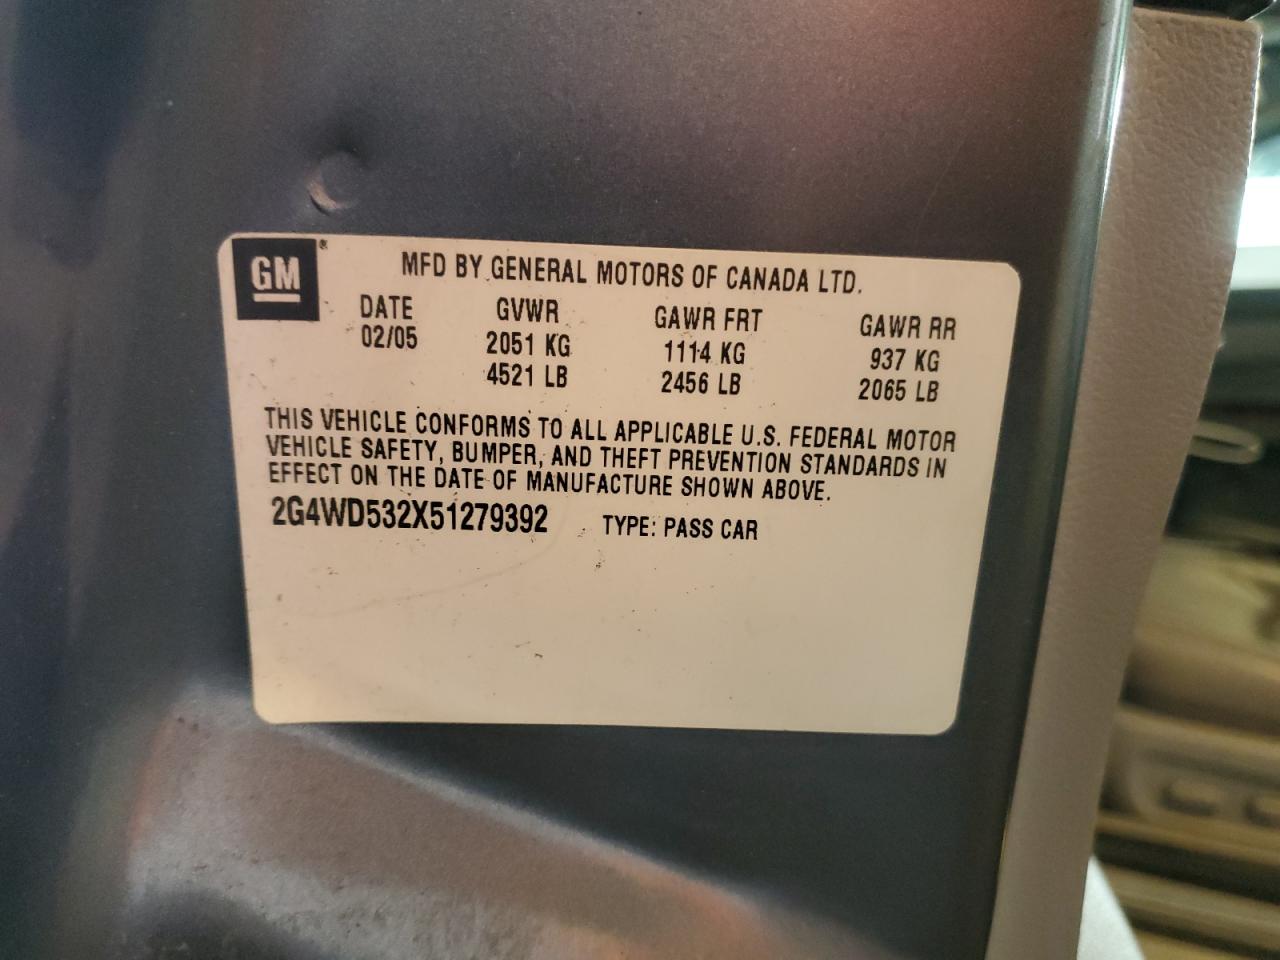 GM®
MFD BY GENERAL MOTORS OF CANADA LTD.
DATE GVWR GAWR FRT GAWR RR
02/05 2051 KG 1114 KG 937 KG
4521 LB 2456 LB 2065 LB
THIS VEHICLE CONFORMS TO ALL APPLICABLE U.S. FEDERAL MOTOR
VEHICLE SAFETY, BUMPER, AND THEFT PREVENTION STANDARDS IN
EFFECT ON THE DATE OF MANUFACTURE SHOWN ABOVE.
2G4WD532X51279392 TYPE: PASS CAR